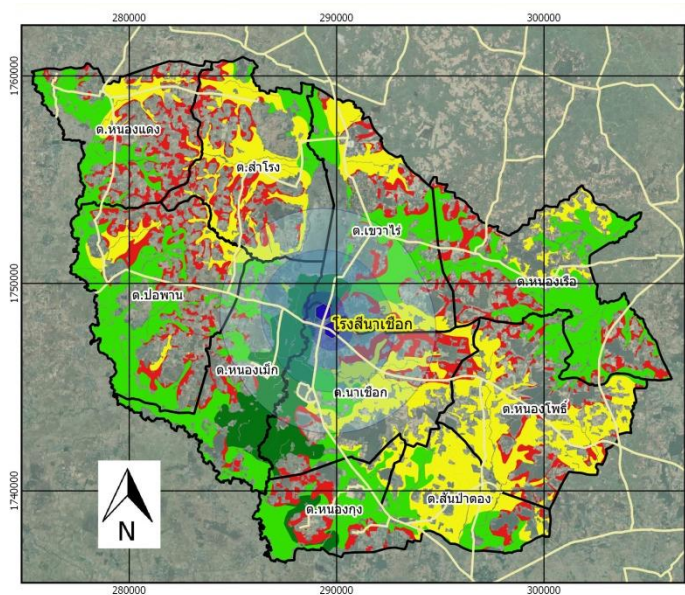 280000 290000 300000
1760000
ต.หนองแดง
ต.สำโรง
ต.เขวาไร่
1750000
ต.หนองเรือ
ต.ปอพาน
โรงสีนาเชือก
ต.หนองเม็ก
ต.นาเชือก
ต.หนองโพธิ์
1740000
ต.สันป่าตอง
ต.หนองกุง
N
280000 290000 300000